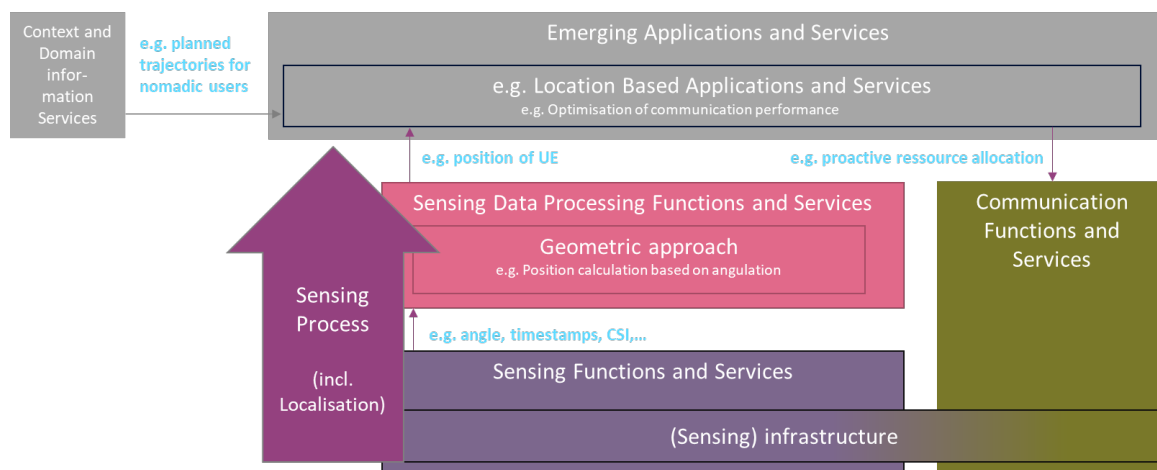 Context and
Domain
infor-
mation
Services
e.g. planned
trajectories for
nomadic users
Emerging Applications and Services
e.g. Location Based Applications and Services
e.g. Optimisation of communication performance
e.g. position of UE
e.g. proactive ressource allocation
Sensing Data Processing Functions and Services
Geometric approach
e.g. Position calculation based on angulation
Communication
Functions and
Services
Sensing
Process
(incl.
Localisation)
e.g. angle, timestamps, CSI,...
Sensing Functions and Services
(Sensing) infrastructure